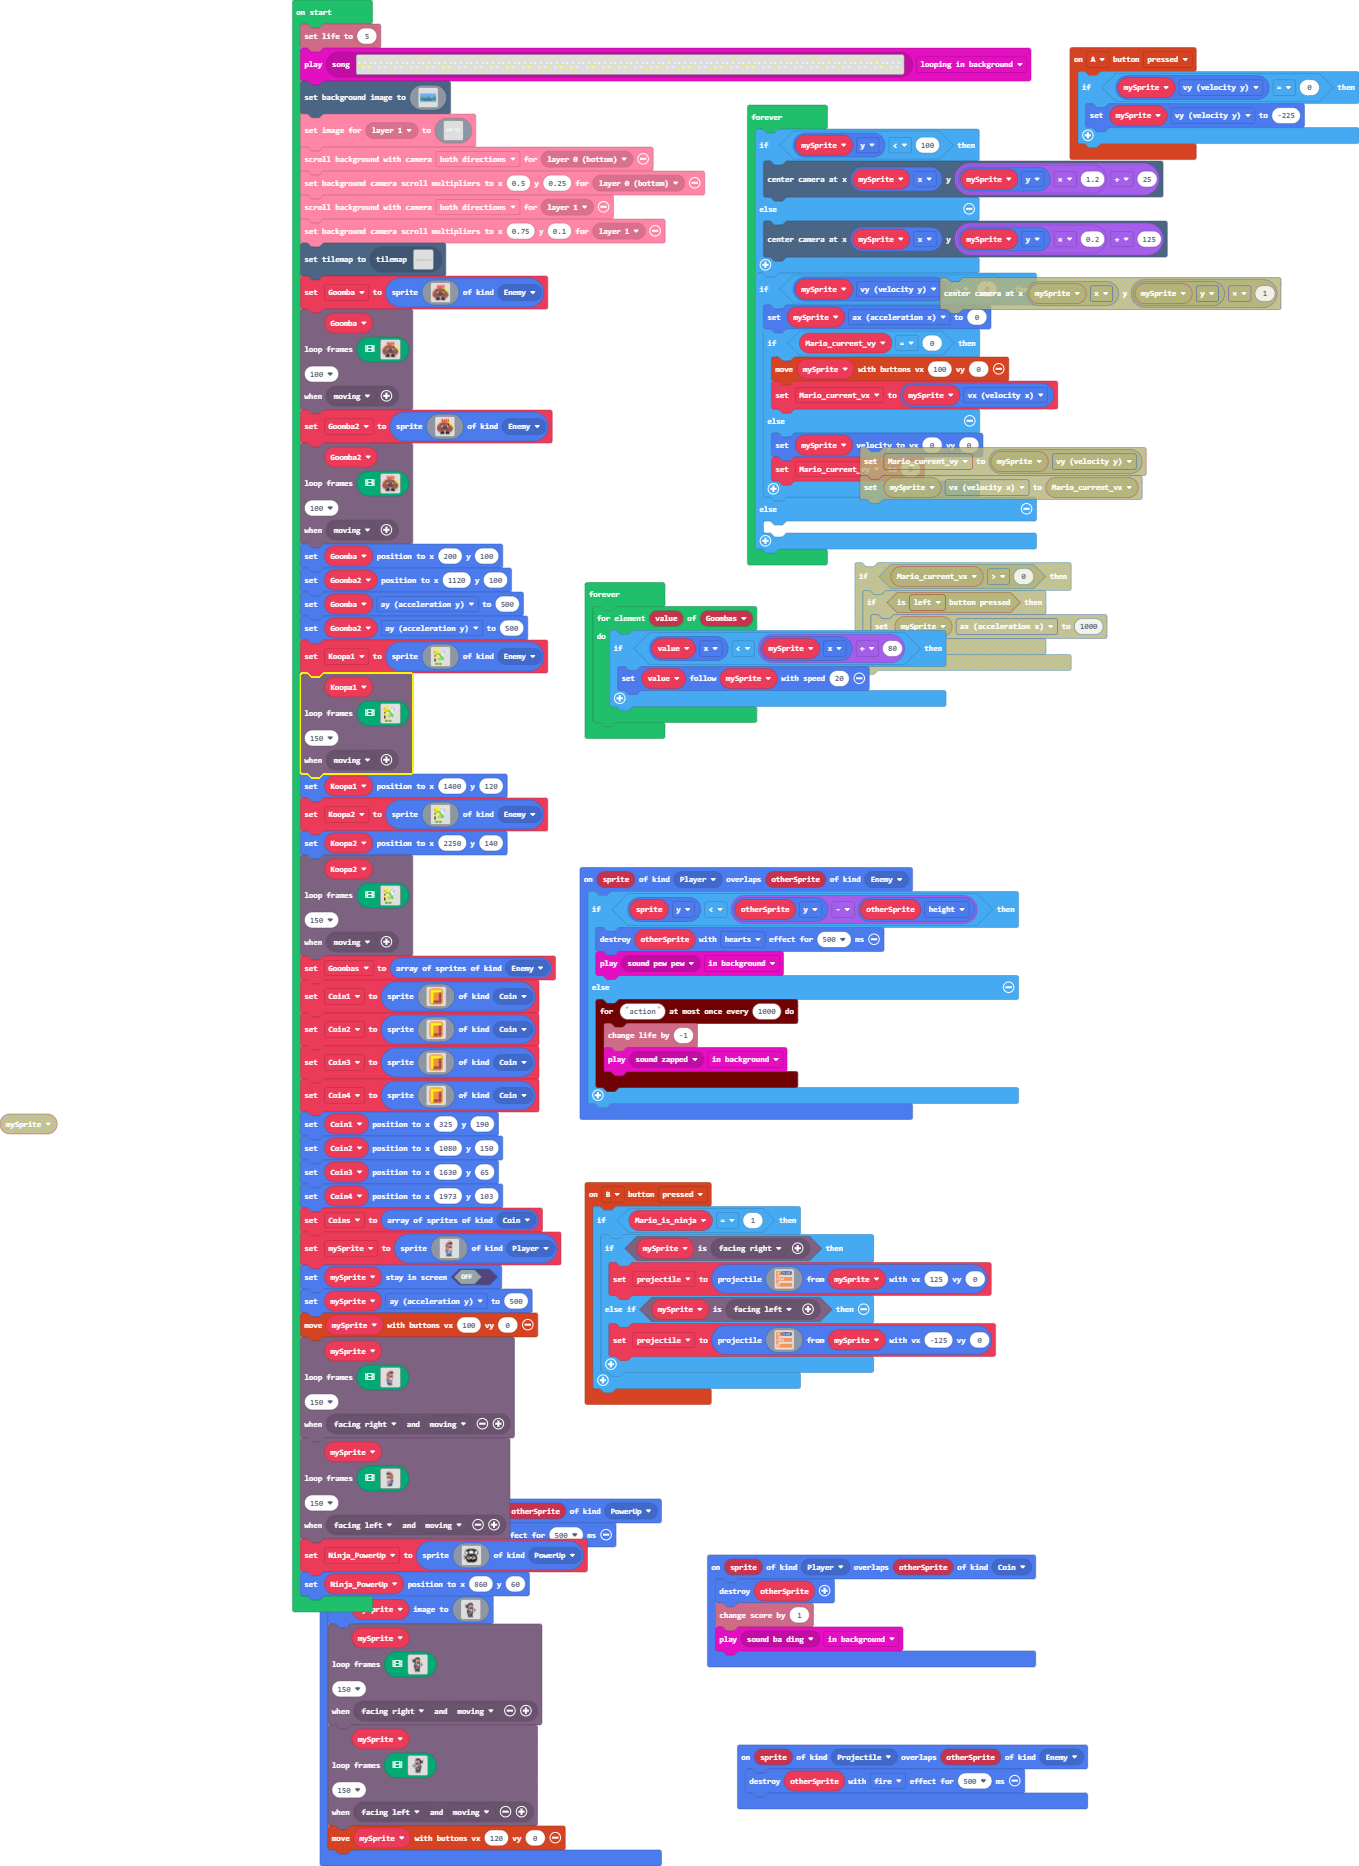 on start
set life to 5
play song looping in background
set background image to
set image for layer 1 to
scroll background with camera both directions for layer 0 (bottom)
set background camera scroll multipliers to x 0.5 y 0.25 for layer 0 (bottom)
scroll background with camera both directions for layer 1
set background camera scroll multipliers to x 0.75 y 0.1 for layer 1
set tilemap to tilemap
set Goomba to sprite of kind Enemy
Goomba
loop frames
100
when moving
set Goomba2 to sprite of kind Enemy
Goomba2
loop frames
100
when moving
set Goomba position to x 200 y 100
set Goomba2 position to x 1120 y 100
set Goomba ay (acceleration y) to 500
set Goomba2 ay (acceleration y) to 500
set Koopa1 to sprite of kind Enemy
Koopa1
loop frames
150
when moving
set Koopa1 position to x 1400 y 120
set Koopa2 to sprite of kind Enemy
set Koopa2 position to x 2250 y 140
Koopa2
loop frames
150
when moving
set Goombas to array of sprites of kind Enemy
set Coin1 to sprite of kind Coin
set Coin2 to sprite of kind Coin
set Coin3 to sprite of kind Coin
set Coin4 to sprite of kind Coin
set Coin1 position to x 325 y 190
set Coin2 position to x 1080 y 150
set Coin3 position to x 1630 y 65
set Coin4 position to x 1973 y 103
set Coins to array of sprites of kind Coin
set mySprite to sprite of kind Player
set mySprite stay in screen OFF
set mySprite ay (acceleration y) to 500
move mySprite with buttons vx 100 vy 0
mySprite
loop frames
150
when facing right and moving
mySprite
loop frames
150
when facing left and moving
set Ninja_PowerUp to sprite of kind PowerUp
set Ninja_PowerUp position to x 860 y 60
mySprite
otherSprite of kind PowerUp
for 500 ms
image to
mySprite
loop frames
150
when facing right and moving
mySprite
loop frames
150
when facing left and moving
move mySprite with buttons vx 120 vy 0
on A button pressed
if mySprite vy (velocity y) = 0 then
set mySprite vy (velocity y) to -225
forever
if mySprite y < 100 then
center camera at x mySprite x y mySprite y × 1.2 + 25
else
center camera at x mySprite x y mySprite y × 0.2 + 125
if mySprite vy (velocity y)
center camera at x mySprite x y mySprite y × 1
set mySprite ax (acceleration x) to 0
if Mario_current_vy = 0 then
move mySprite with buttons vx 100 vy 0
set Mario_current_vx to mySprite vx (velocity x)
else
set mySprite velocity to vx 0 vy 0
set Mario_current_vy to mySprite vy (velocity y)
set Mario_current_
set mySprite vx (velocity x) to Mario_current_vx
else
if Mario_current_vx > 0 then
if is left button pressed then
set mySprite ax (acceleration x) to 1000
forever
for element value of Goombas
do
if value x < mySprite x + 80 then
set value follow mySprite with speed 20
on sprite of kind Player overlaps otherSprite of kind Enemy
if sprite y < otherSprite y - otherSprite height then
destroy otherSprite with hearts effect for 500 ms
play sound pew pew in background
else
for "action" at most once every 1000 do
change life by -1
play sound zapped in background
on B button pressed
if Mario_is_ninja = 1 then
if mySprite is facing right then
set projectile to projectile from mySprite with vx 125 vy 0
else if mySprite is facing left then
set projectile to projectile from mySprite with vx -125 vy 0
on sprite of kind Player overlaps otherSprite of kind Coin
destroy otherSprite
change score by 1
play sound ba ding in background
on sprite of kind Projectile overlaps otherSprite of kind Enemy
destroy otherSprite with fire effect for 500 ms